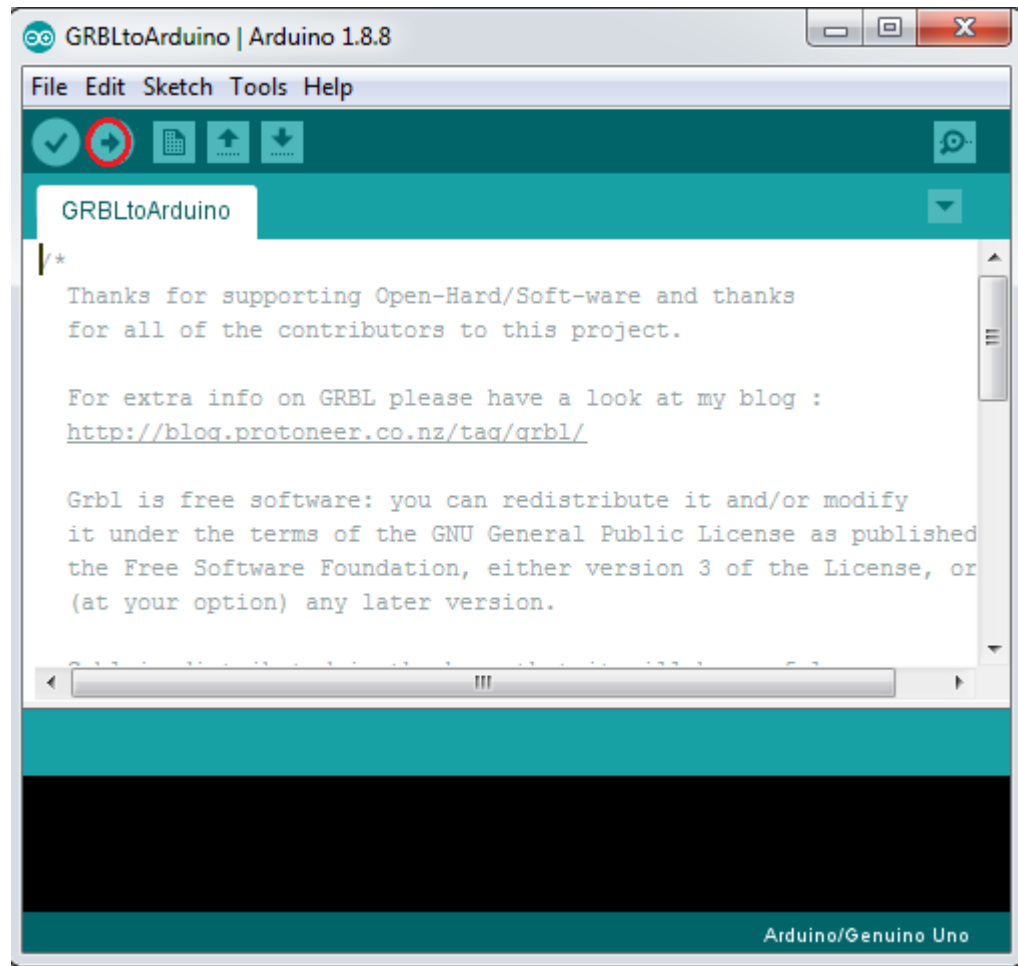 GRBLtoArduino | Arduino 1.8.8
File Edit Sketch Tools Help
GRBLtoArduino
/*
Thanks for supporting Open-Hard/Soft-ware and thanks
for all of the contributors to this project.
For extra info on GRBL please have a look at my blog :
http://blog.protoneer.co.nz/tag/grbl/
Grbl is free software: you can redistribute it and/or modify
it under the terms of the GNU General Public License as published
the Free Software Foundation, either version 3 of the License, or
(at your option) any later version.
Arduino/Genuino Uno